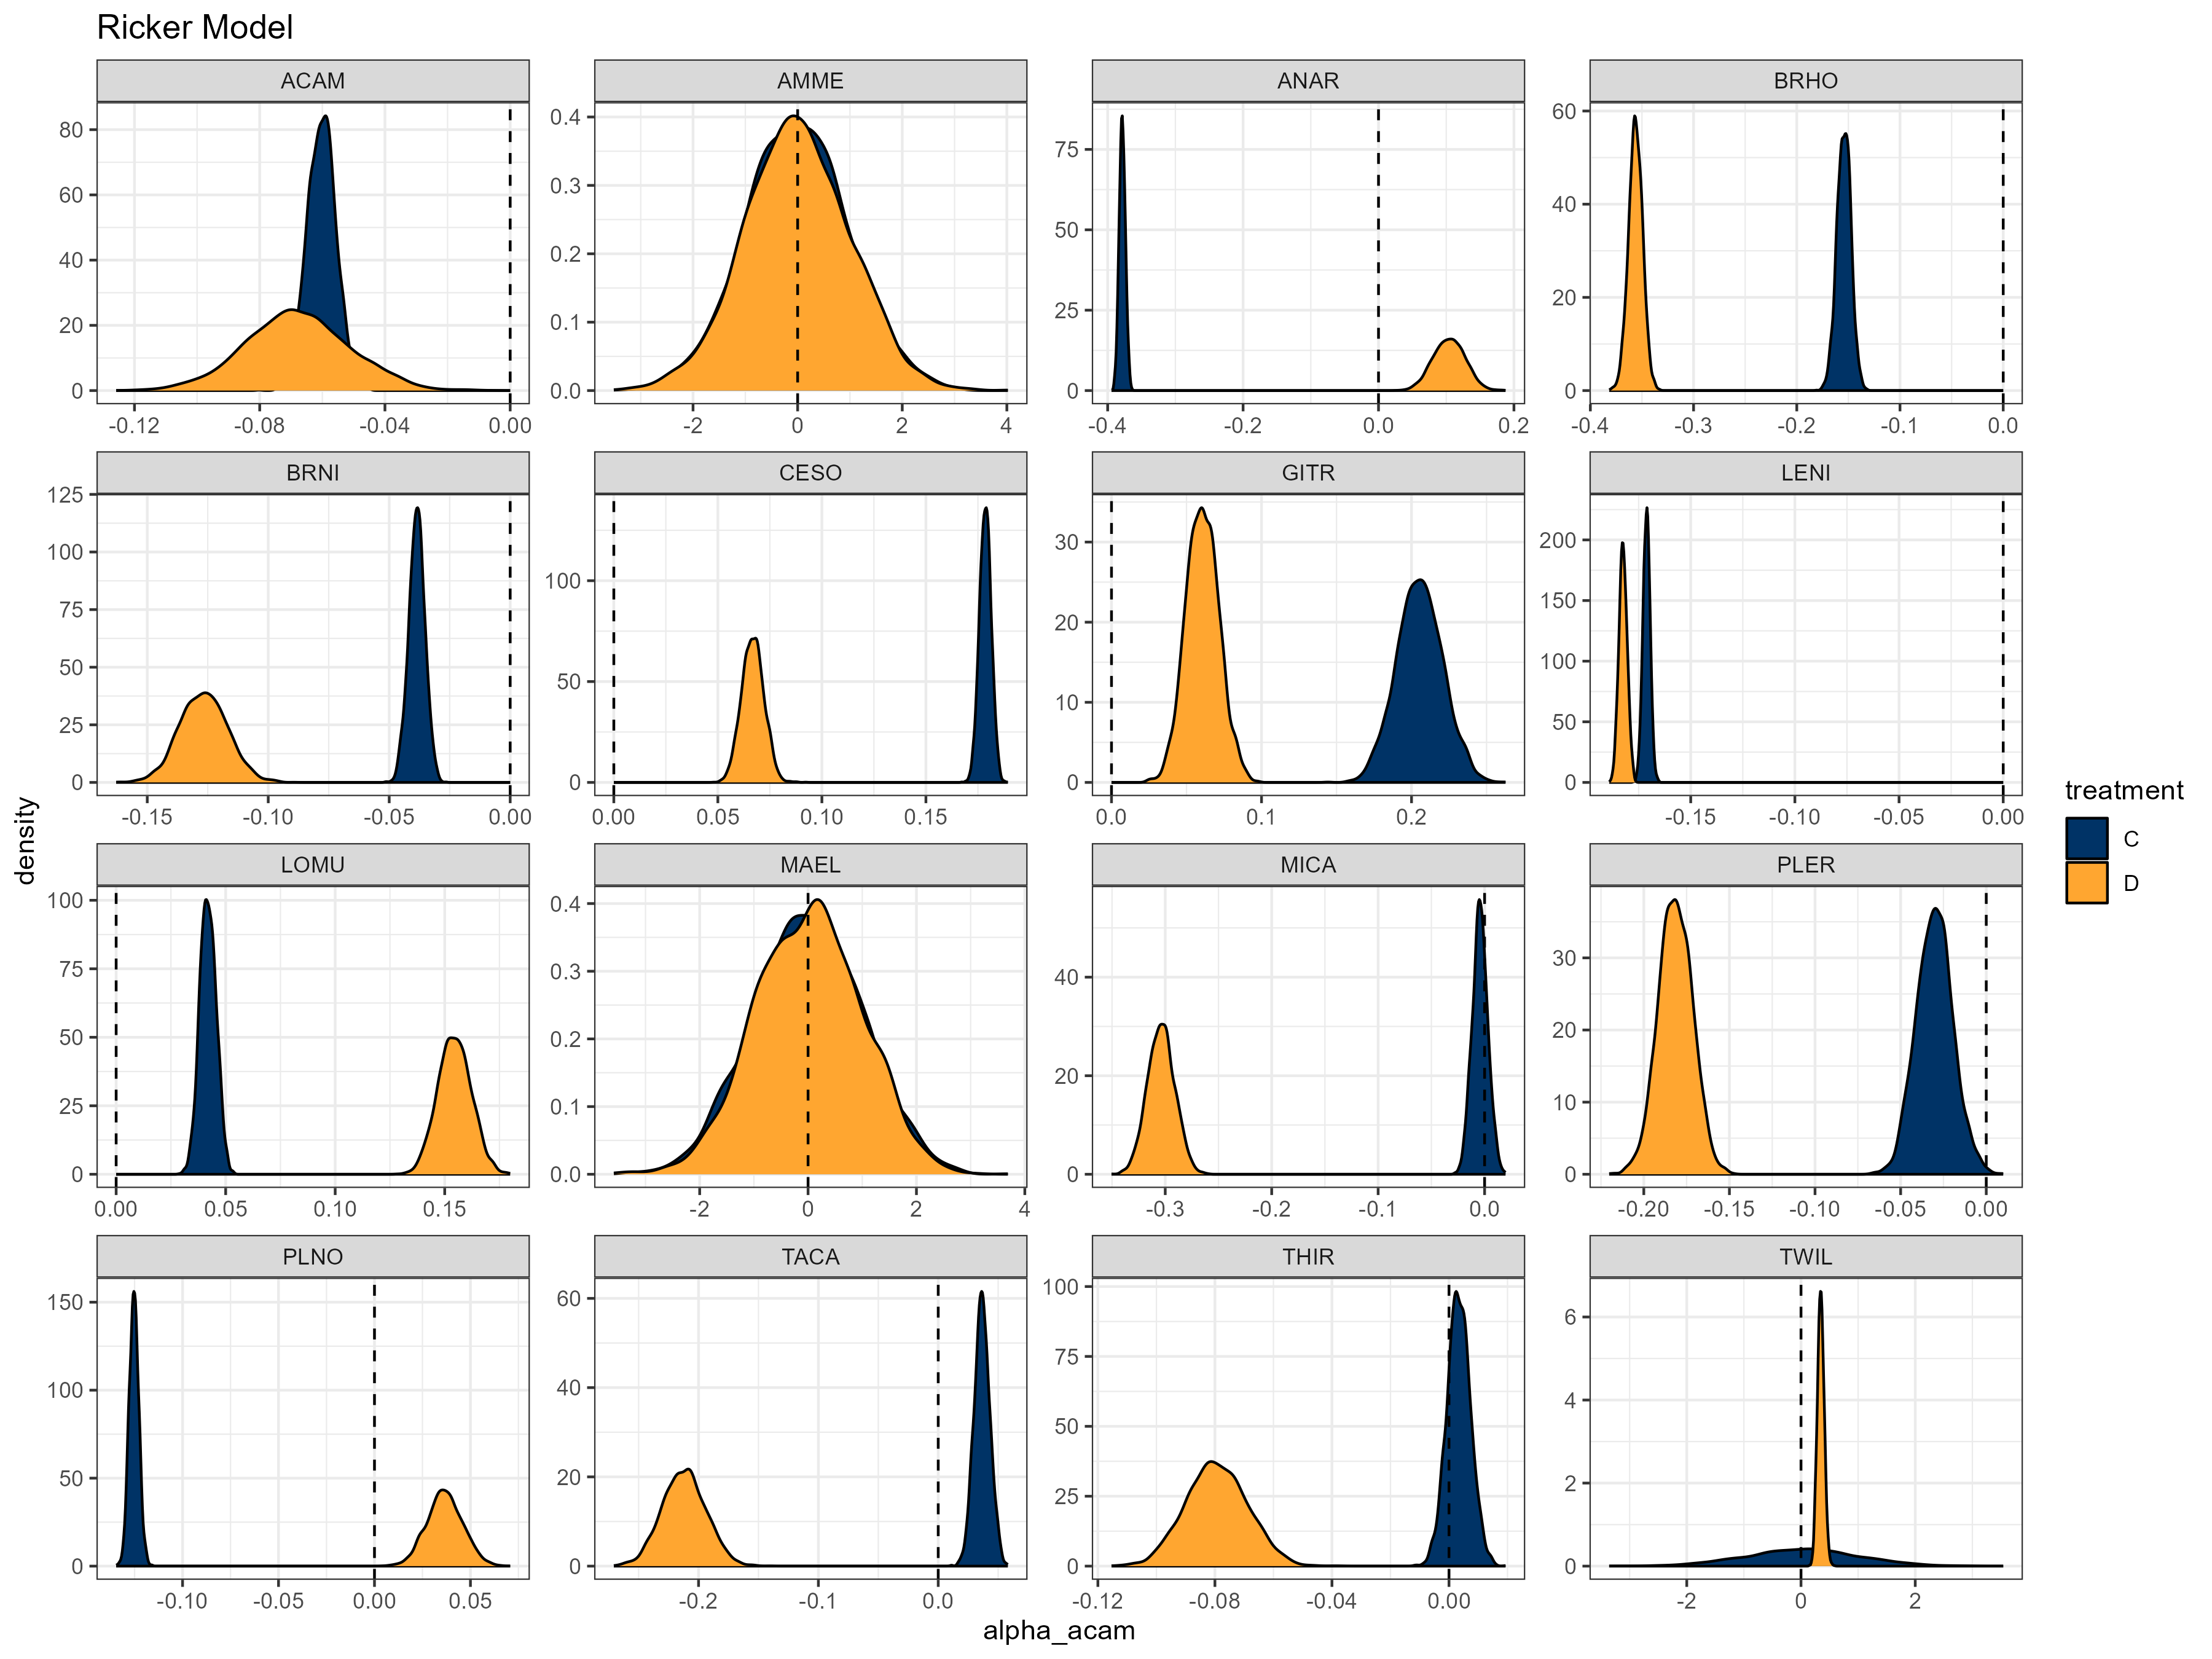 Ricker Model
ACAM AMME ANAR BRHO
80 60 40 20 0
0.4 0.3 0.2 0.1 0.0
75 50 25 0
60 40 20 0
-0.12 -0.08 -0.04 0.00
-2 0 2 4
-0.4 -0.2 0.0 0.2
-0.4 -0.3 -0.2 -0.1 0.0
BRNI CESO GITR LENI
125 100 75 50 25 0
100 50 0
30 20 10 0
200 150 100 50 0
-0.15 -0.10 -0.05 0.00
0.00 0.05 0.10 0.15
0.0 0.1 0.2
-0.15 -0.10 -0.05 0.00
LOMU MAEL MICA PLER
100 75 50 25 0
0.4 0.3 0.2 0.1 0.0
40 20 0
30 20 10 0
0.00 0.05 0.10 0.15
-2 0 2 4
-0.3 -0.2 -0.1 0.0
-0.20 -0.15 -0.10 -0.05 0.00
PLNO TACA THIR TWIL
150 100 50 0
60 40 20 0
100 75 50 25 0
6 4 2 0
-0.10 -0.05 0.00 0.05
-0.2 -0.1 0.0
-0.12 -0.08 -0.04 0.00
-2 0 2
density
alpha_acam
treatment
C
D